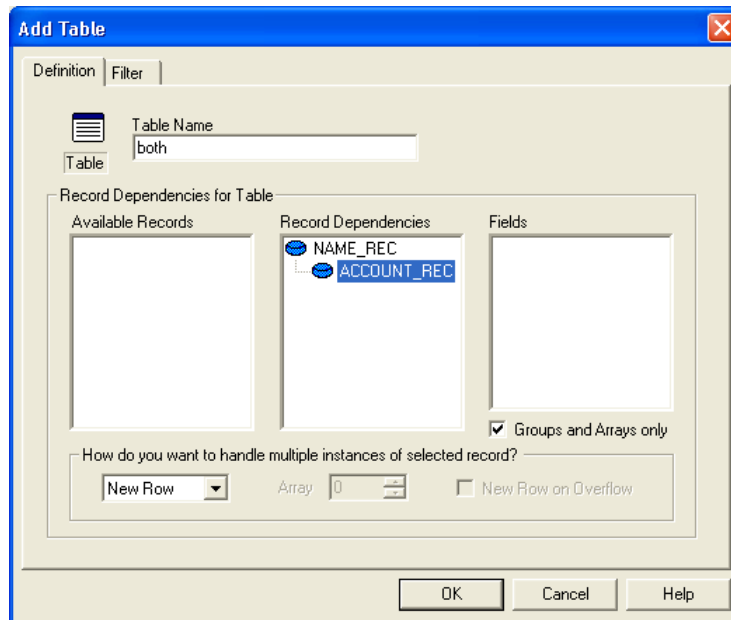 Add Table
Definition Filter
Table Name
both
Table
Record Dependencies for Table
Available Records Record Dependencies Fields
NAME_REC
ACCOUNT_REC
Groups and Arrays only
How do you want to handle multiple instances of selected record?
New Row Array 0 New Row on Overflow
OK Cancel Help